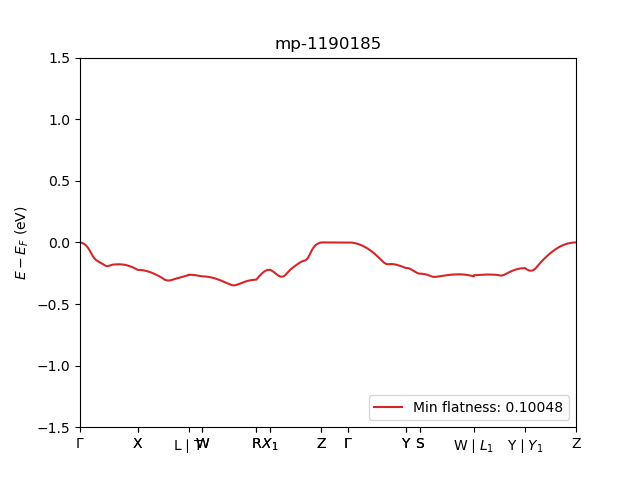 mp-1190185
E − E_F (eV)
1.5
1.0
0.5
0.0
−0.5
−1.0
−1.5
Min flatness: 0.10048
Γ X L | T W R X_1 Z Γ Y S W | L_1 Y | Y_1 Z